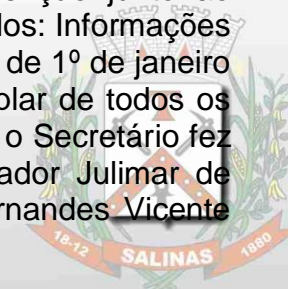 los: Informações
de 1º de janeiro
olar de todos os
o Secretário fez
ador Julimar de
rnandes Vicente
18-12 SALINAS 1880